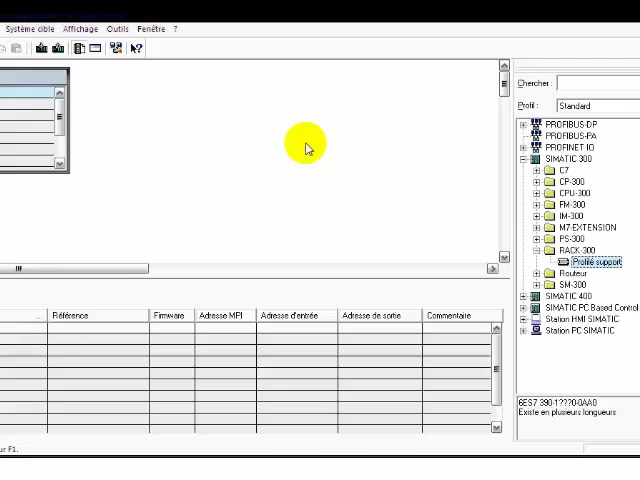 Système cible Affichage Outils Fenêtre ?
Chercher :
Profil : Standard
PROFIBUS-DP
PROFIBUS-PA
PROFINET IO
SIMATIC 300
C7
CP-300
CPU-300
FM-300
IM-300
M7-EXTENSION
PS-300
RACK-300
Profilé support
Routeur
SM-300
SIMATIC 400
SIMATIC PC Based Control
Station HMI SIMATIC
Station PC SIMATIC
... Référence Firmware Adresse MPI Adresse d'entrée Adresse de sortie Commentaire
6ES7 390-1???0-0AA0
Existe en plusieurs longueurs
ur F1.